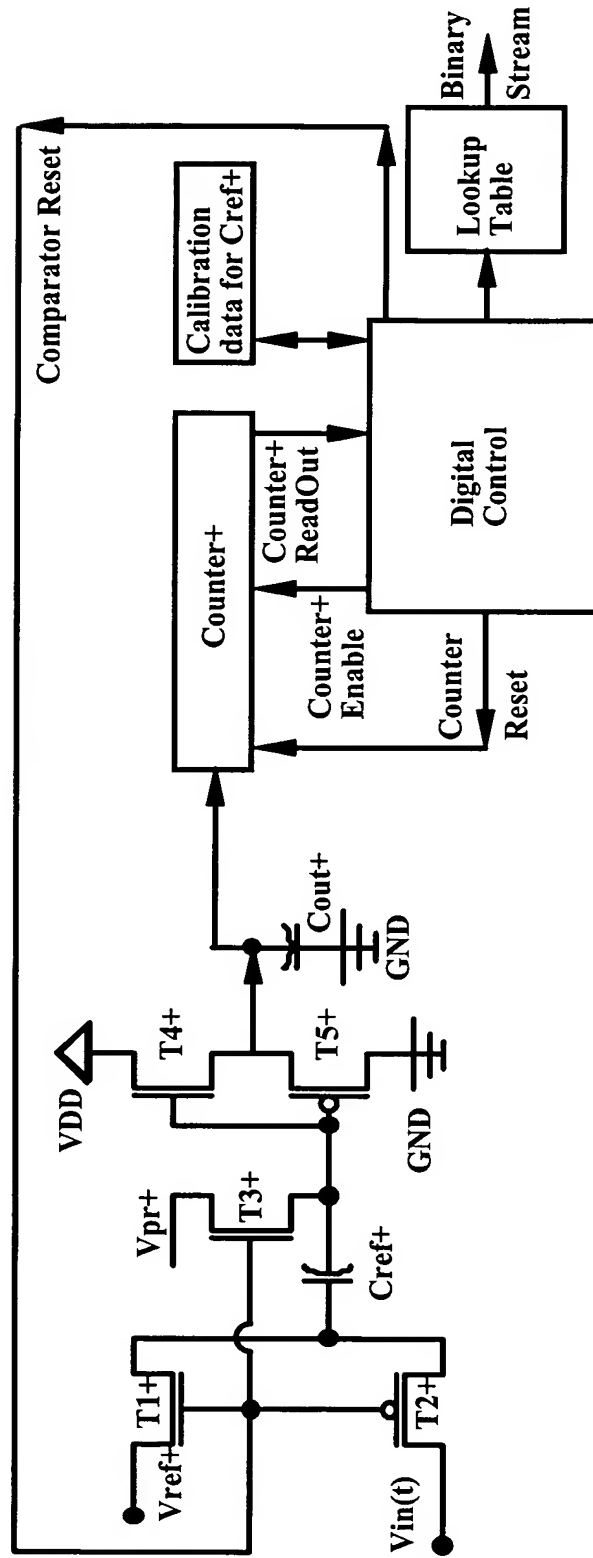 Comparator Reset
Vref+
T1+
Vin(t)
T2+
Vpr+
T3+
Cref+
VDD
T4+
T5+
GND
Cout+
GND
Counter+
Counter+
Enable
Counter+
ReadOut
Calibration
data for Cref+
Counter
Reset
Digital
Control
Lookup
Table
Binary
Stream